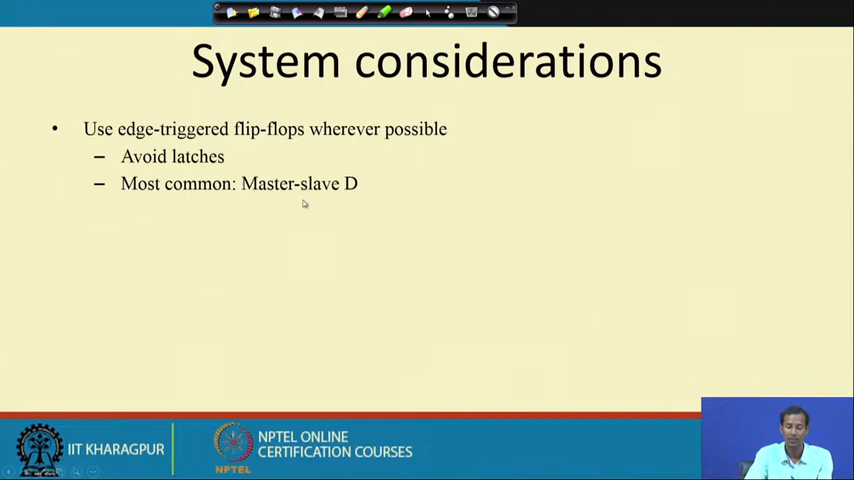 System considerations
• Use edge-triggered flip-flops wherever possible
– Avoid latches
– Most common: Master-slave D
IIT KHARAGPUR
NPTEL ONLINE
CERTIFICATION COURSES
NPTEL